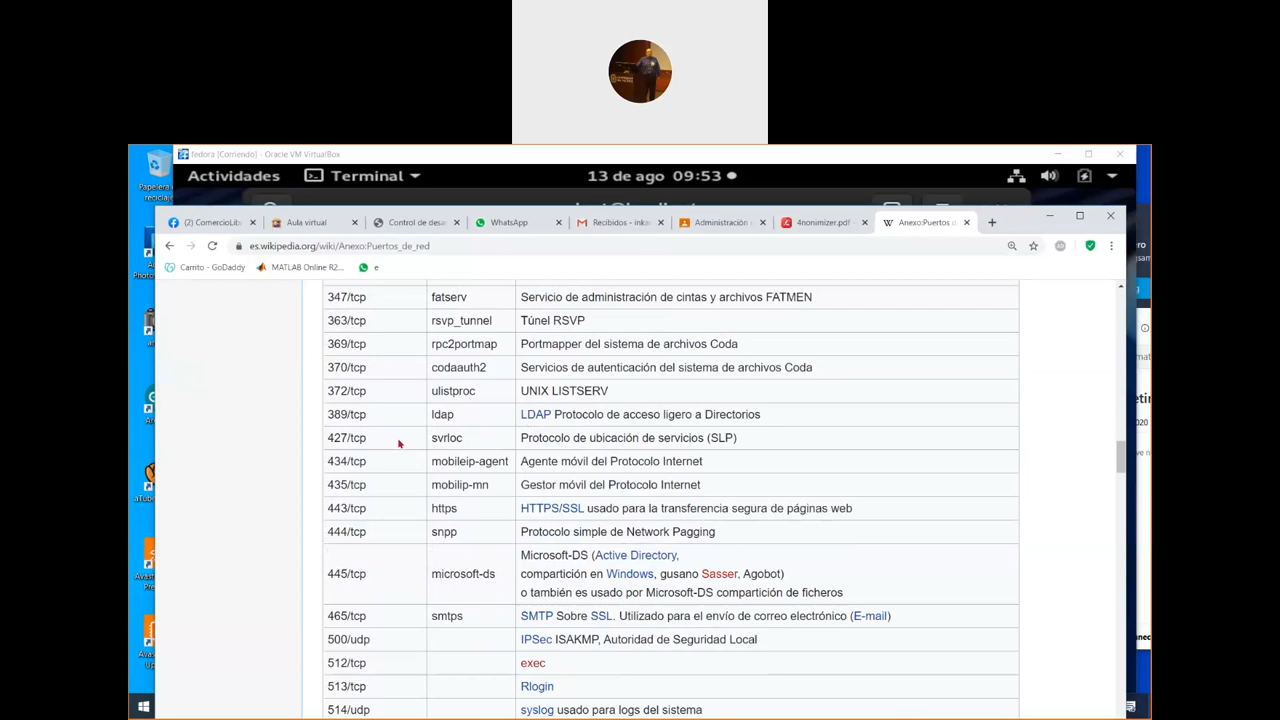 Papelera
reciclaje
fedora [Corriendo] - Oracle VM VirtualBox
Actividades Terminal 13 de ago 09:53
(2) ComercioLib Aula virtual Control de desa WhatsApp Recibidos - inka Administración 4nonimizer.pdf Anexo:Puertos d
es.wikipedia.org/wiki/Anexo:Puertos_de_red
Carrito - GoDaddy MATLAB Online R2... e
347/tcp fatserv Servicio de administración de cintas y archivos FATMEN
363/tcp rsvp_tunnel Túnel RSVP
369/tcp rpc2portmap Portmapper del sistema de archivos Coda
370/tcp codaauth2 Servicios de autenticación del sistema de archivos Coda
372/tcp ulistproc UNIX LISTSERV
389/tcp ldap LDAP Protocolo de acceso ligero a Directorios
427/tcp svrloc Protocolo de ubicación de servicios (SLP)
434/tcp mobileip-agent Agente móvil del Protocolo Internet
435/tcp mobilip-mn Gestor móvil del Protocolo Internet
443/tcp https HTTPS/SSL usado para la transferencia segura de páginas web
444/tcp snpp Protocolo simple de Network Pagging
445/tcp microsoft-ds Microsoft-DS (Active Directory,
compartición en Windows, gusano Sasser, Agobot)
o también es usado por Microsoft-DS compartición de ficheros
465/tcp smtps SMTP Sobre SSL. Utilizado para el envío de correo electrónico (E-mail)
500/udp IPSec ISAKMP, Autoridad de Seguridad Local
512/tcp exec
513/tcp Rlogin
514/udp syslog usado para logs del sistema